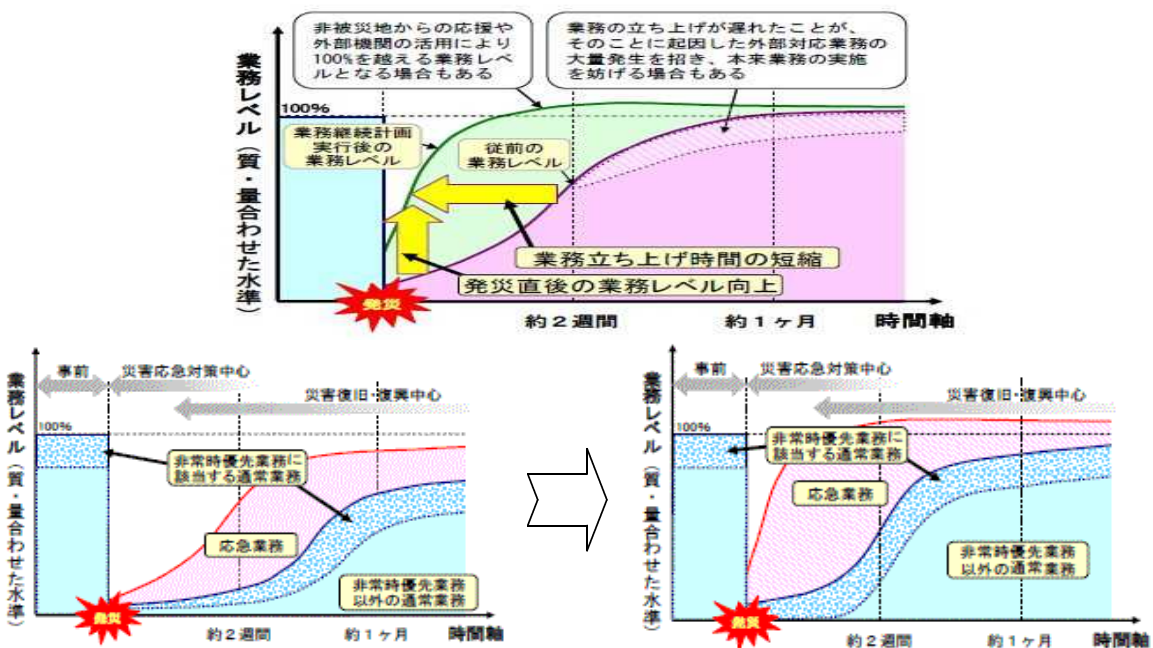 非被災地からの応援や
外部機関の活用により
100%を越える業務レベ
ルとなる場合もある
業務の立ち上げが遅れたことが、
そのことに起因した外部対応業務の
大量発生を招き、本来業務の実施
を妨げる場合もある
業務レベル（質・量合わせた水準）
100%
業務継続計画
実行後の
業務レベル
従前の
業務レベル
業務立ち上げ時間の短縮
発災直後の業務レベル向上
発災
約２週間
約１ヶ月
時間軸
業務レベル（質・量合わせた水準）
事前
災害応急対策中心
災害復旧・復興中心
100%
非常時優先業務に
該当する通常業務
応急業務
非常時優先業務
以外の通常業務
発災
約２週間
約１ヶ月
時間軸
業務レベル（質・量合わせた水準）
事前
災害応急対策中心
災害復旧・復興中心
100%
非常時優先業務に
該当する通常業務
応急業務
非常時優先業務
以外の通常業務
発災
約２週間
約１ヶ月
時間軸